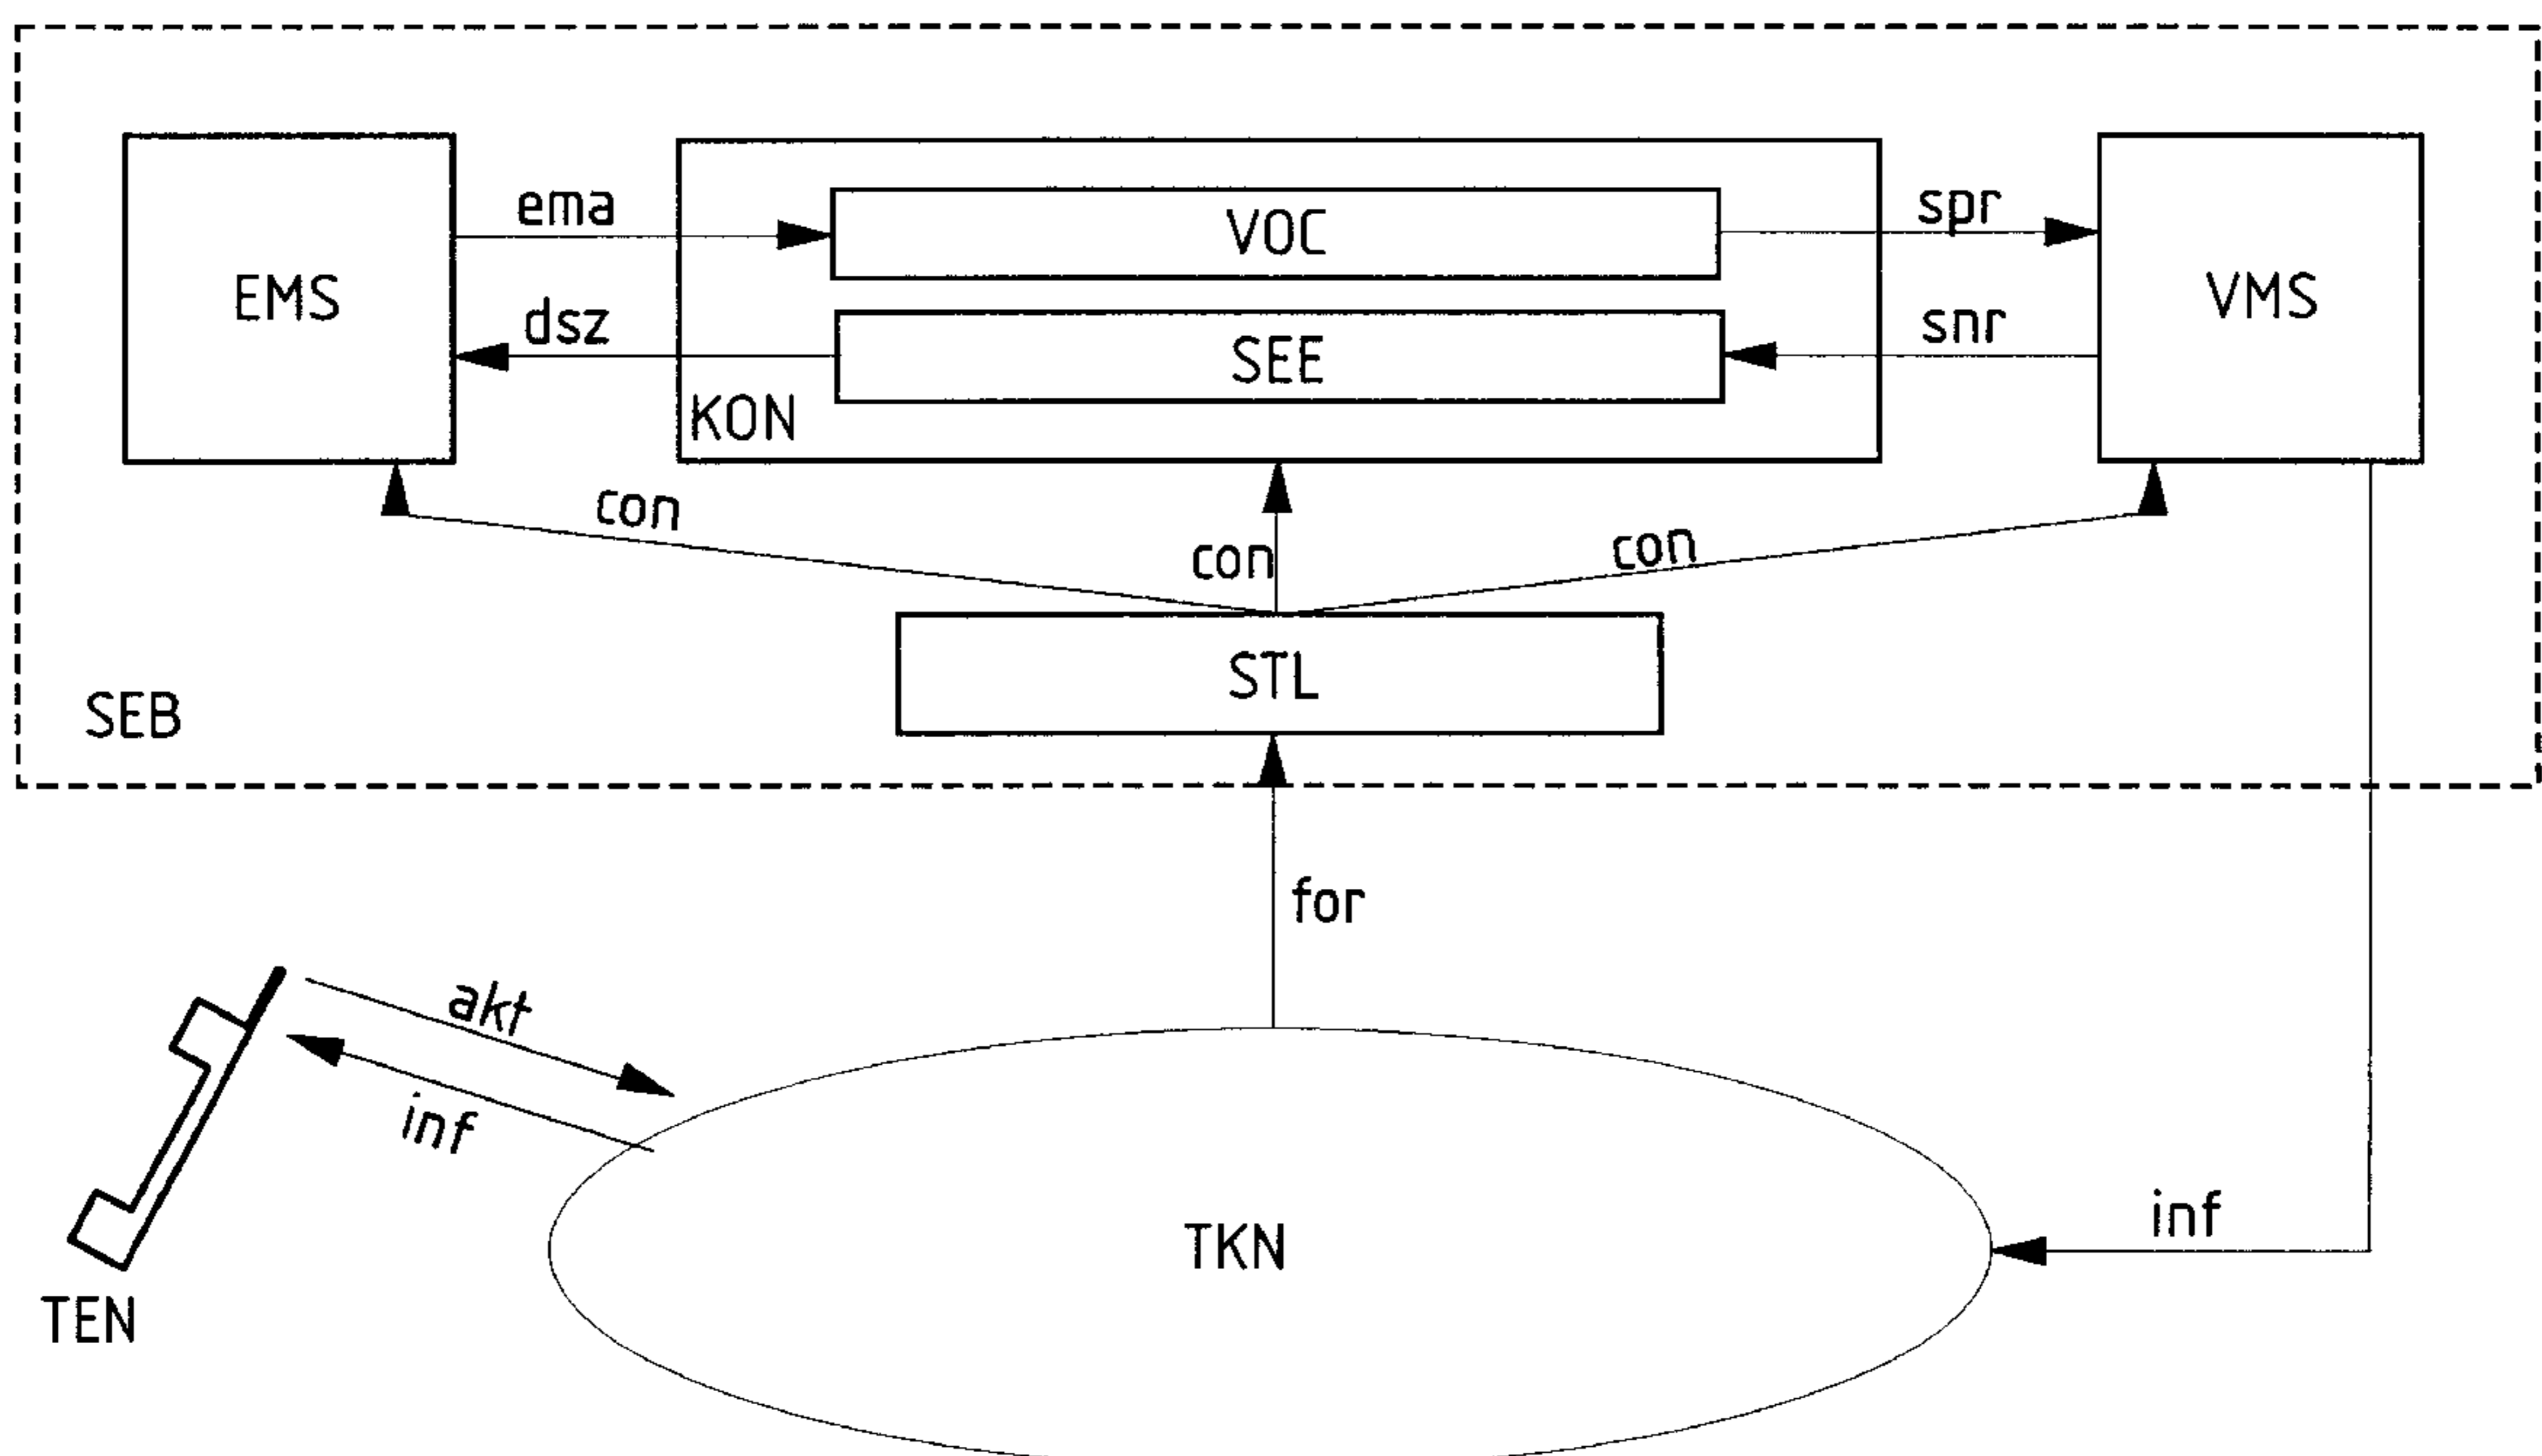 ema
VOC
spr
EMS
VMS
dsz
SEE
snr
KON
con
con
con
STL
SEB
for
akt
inf
TKN
inf
TEN